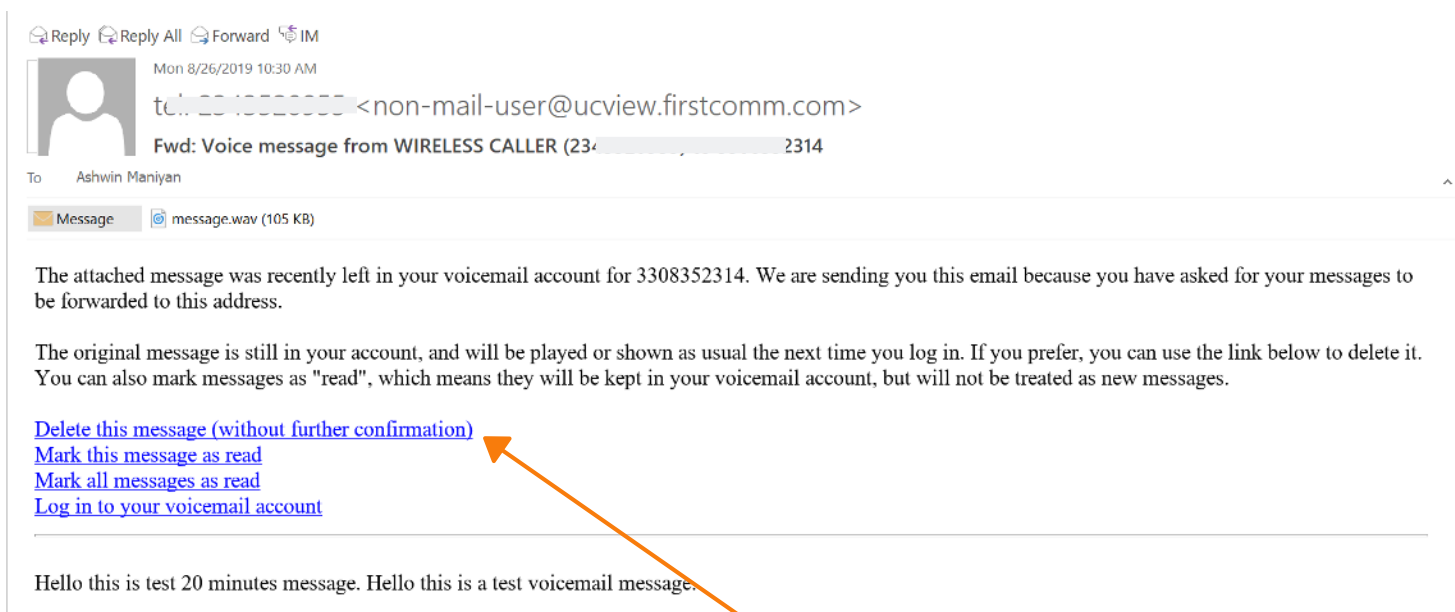 Reply Reply All Forward IM
Mon 8/26/2019 10:30 AM
<non-mail-user@ucview.firstcomm.com>
Fwd: Voice message from WIRELESS CALLER (234 2314
To Ashwin Maniyan
Message message.wav (105 KB)
The attached message was recently left in your voicemail account for 3308352314. We are sending you this email because you have asked for your messages to
be forwarded to this address.
The original message is still in your account, and will be played or shown as usual the next time you log in. If you prefer, you can use the link below to delete it.
You can also mark messages as "read", which means they will be kept in your voicemail account, but will not be treated as new messages.
Delete this message (without further confirmation)
Mark this message as read
Mark all messages as read
Log in to your voicemail account
Hello this is test 20 minutes message. Hello this is a test voicemail message.